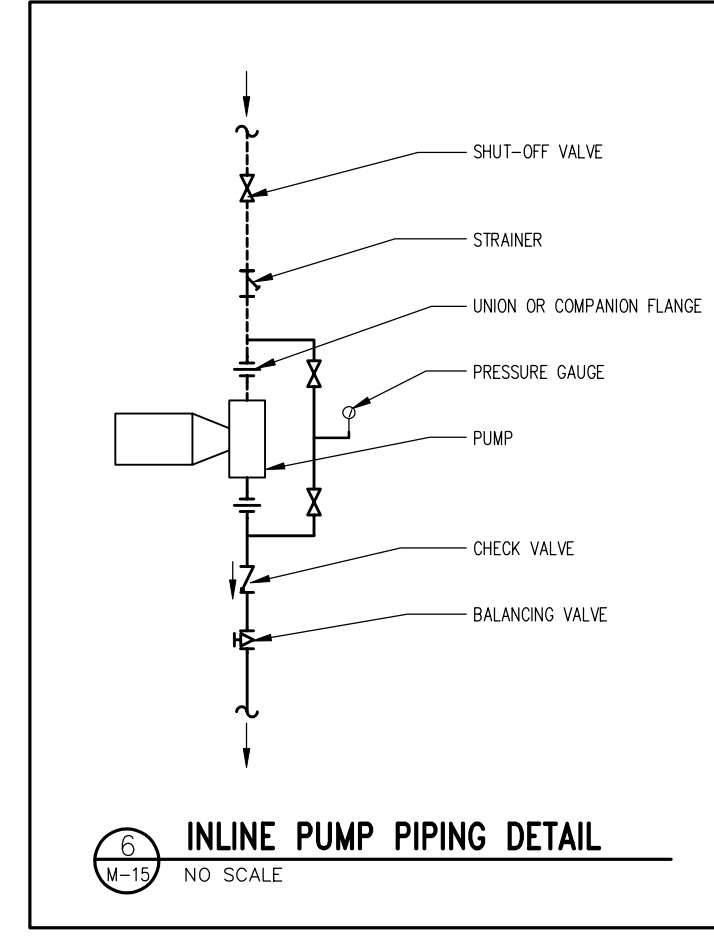 SHUT-OFF VALVE
STRAINER
UNION OR COMPANION FLANGE
PRESSURE GAUGE
PUMP
CHECK VALVE
BALANCING VALVE
6
M-15
INLINE PUMP PIPING DETAIL
NO SCALE